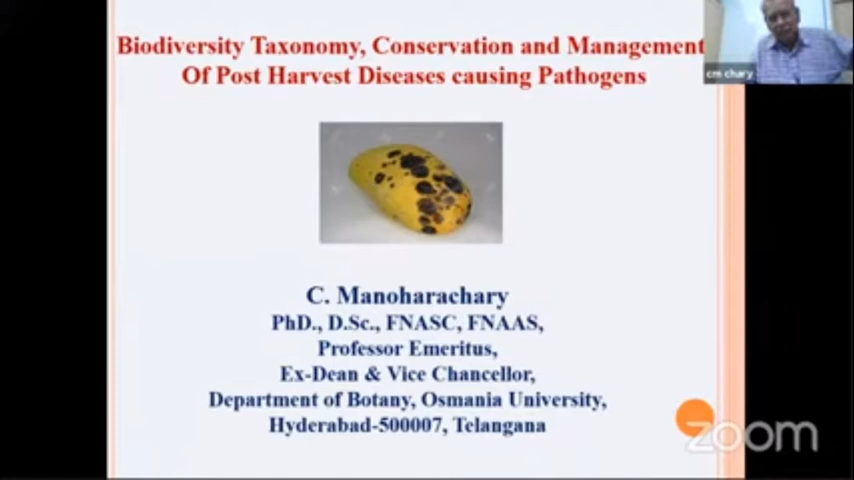 Biodiversity Taxonomy, Conservation and Management
Of Post Harvest Diseases causing Pathogens
cm chary
C. Manoharachary
PhD., D.Sc., FNASC, FNAAS,
Professor Emeritus,
Ex-Dean & Vice Chancellor,
Department of Botany, Osmania University,
Hyderabad-500007, Telangana
zoom